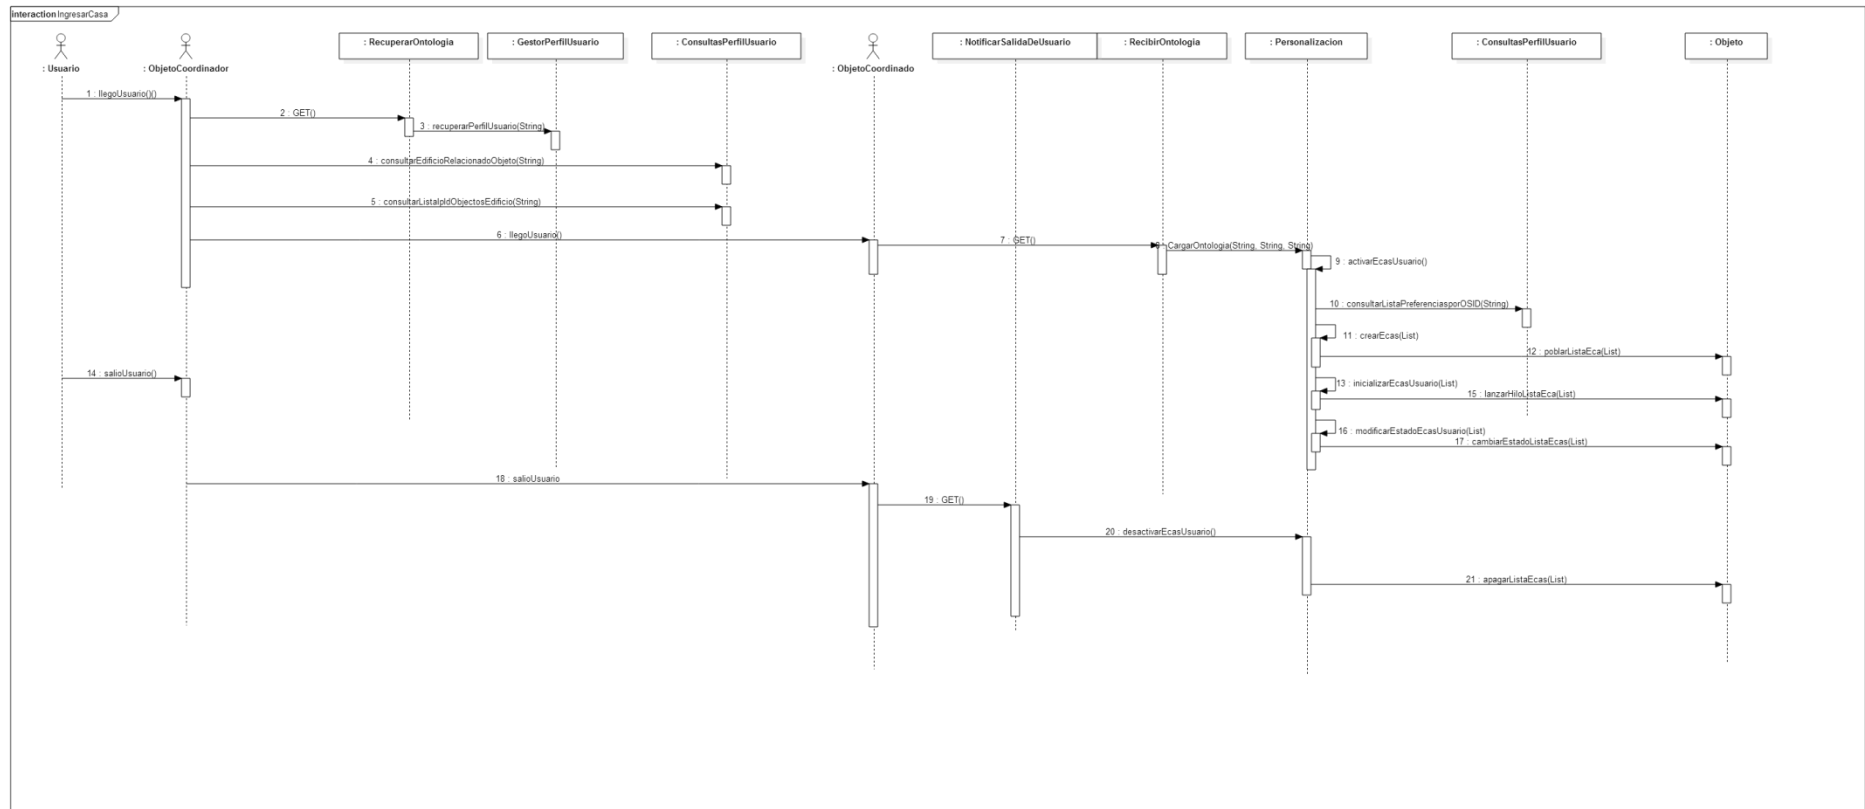 interaction IngresarCasa
: Usuario
: ObjetoCoordinador
: RecuperarOntologia
: GestorPerfilUsuario
: ConsultasPerfilUsuario
: ObjetoCoordinado
: NotificarSalidaDeUsuario
: RecibirOntologia
: Personalizacion
: ConsultasPerfilUsuario
: Objeto
1 : llegoUsuario()()
2 : GET()
3 : recuperarPerfilUsuario(String)
4 : consultarEdificioRelacionadoObjeto(String)
5 : consultarListaIpIdObjectosEdificio(String)
6 : llegoUsuario()
7 : GET()
8 : CargarOntologia(String, String, String)
9 : activarEcasUsuario()
10 : consultarListaPreferenciasporOSID(String)
11 : crearEcas(List)
12 : poblarListaEca(List)
13 : inicializarEcasUsuario(List)
14 : salioUsuario()
15 : lanzarHiloListaEca(List)
16 : modificarEstadoEcasUsuario(List)
17 : cambiarEstadoListaEcas(List)
18 : salioUsuario
19 : GET()
20 : desactivarEcasUsuario()
21 : apagarListaEcas(List)